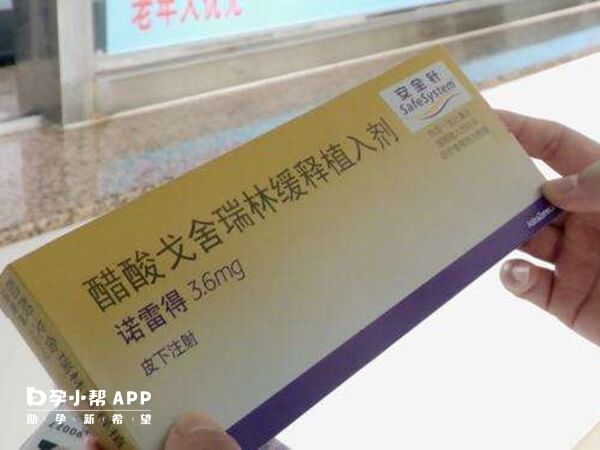 老年人优先
安全针
SafeSystem
醋酸戈舍瑞林缓释植入剂
诺雷得 3.6mg
皮下注射
AstraZeneca
孕小帮 APP
助·孕·新·希·望